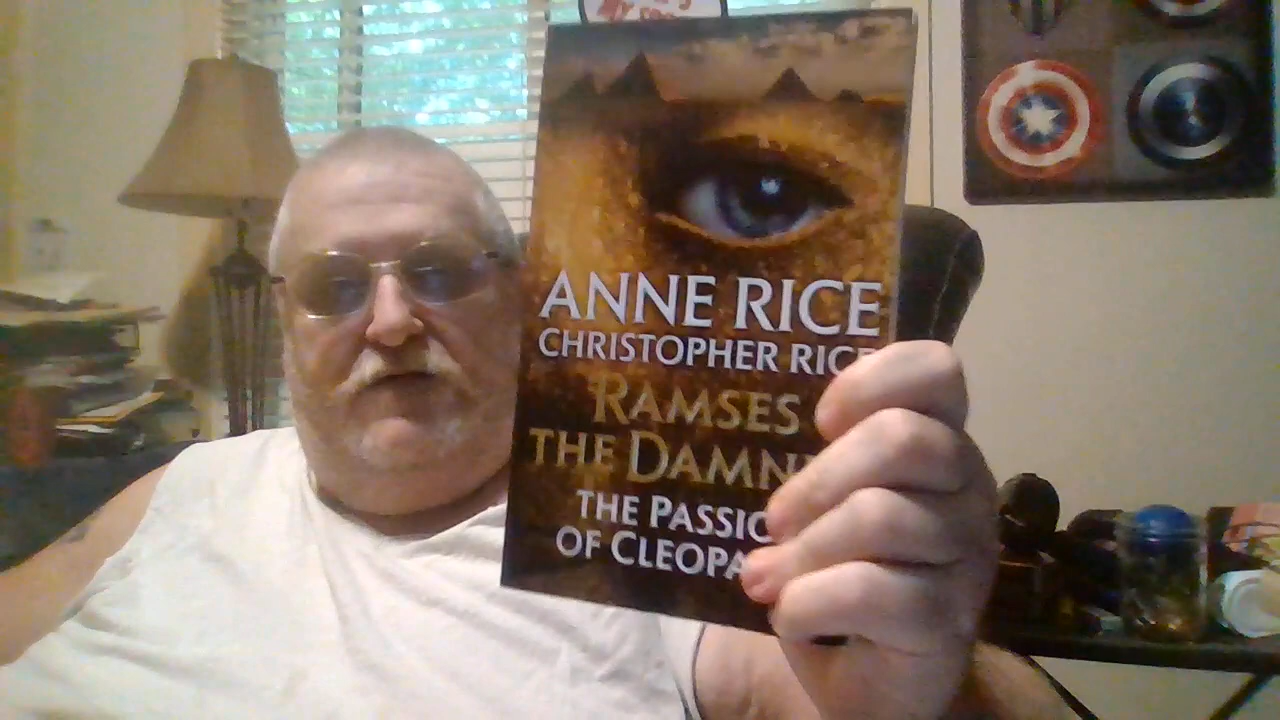 ANNE RICE
CHRISTOPHER RICE
RAMSES
THE DAMN
THE PASSIO
OF CLEOPA